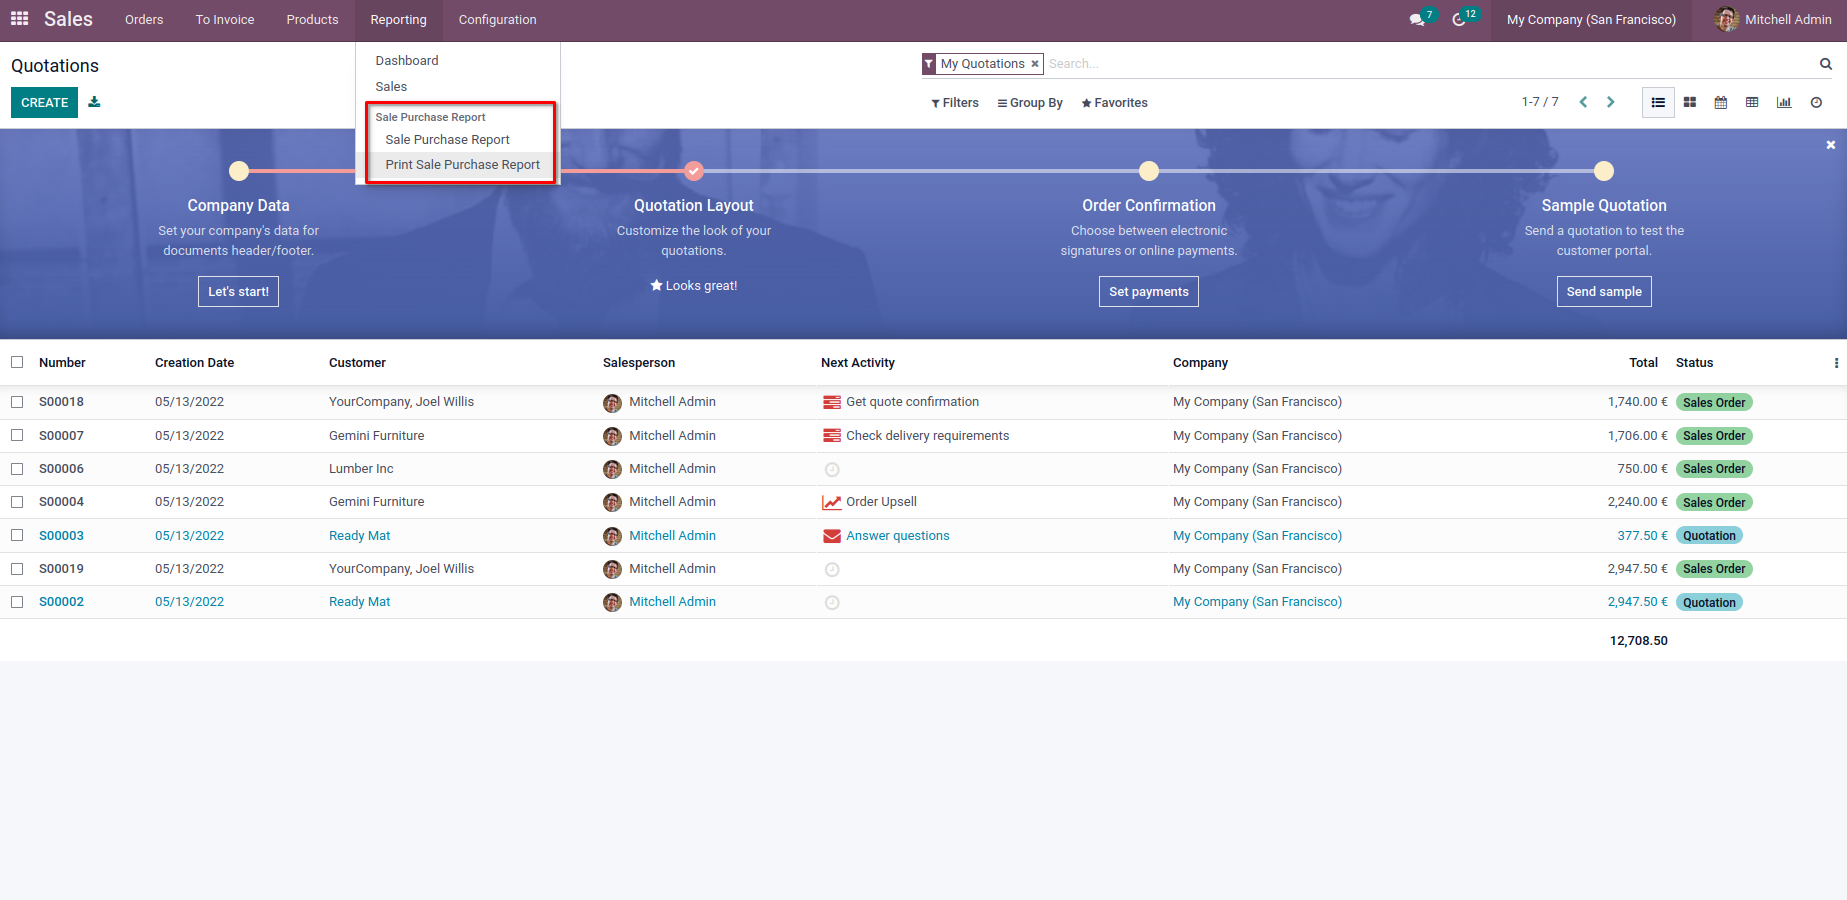 Sales Orders To Invoice Products Reporting Configuration 7 12 My Company (San Francisco) Mitchell Admin
Quotations
Dashboard
Sales
Sale Purchase Report
Sale Purchase Report
Print Sale Purchase Report
My Quotations × Search...
CREATE
Filters Group By Favorites
1-7 / 7
Company Data
Set your company's data for
documents header/footer.
Let's start!
Quotation Layout
Customize the look of your
quotations.
Looks great!
Order Confirmation
Choose between electronic
signatures or online payments.
Set payments
Sample Quotation
Send a quotation to test the
customer portal.
Send sample
Number Creation Date Customer Salesperson Next Activity Company Total Status
S00018 05/13/2022 YourCompany, Joel Willis Mitchell Admin Get quote confirmation My Company (San Francisco) 1,740.00 € Sales Order
S00007 05/13/2022 Gemini Furniture Mitchell Admin Check delivery requirements My Company (San Francisco) 1,706.00 € Sales Order
S00006 05/13/2022 Lumber Inc Mitchell Admin My Company (San Francisco) 750.00 € Sales Order
S00004 05/13/2022 Gemini Furniture Mitchell Admin Order Upsell My Company (San Francisco) 2,240.00 € Sales Order
S00003 05/13/2022 Ready Mat Mitchell Admin Answer questions My Company (San Francisco) 377.50 € Quotation
S00019 05/13/2022 YourCompany, Joel Willis Mitchell Admin My Company (San Francisco) 2,947.50 € Sales Order
S00002 05/13/2022 Ready Mat Mitchell Admin My Company (San Francisco) 2,947.50 € Quotation
12,708.50